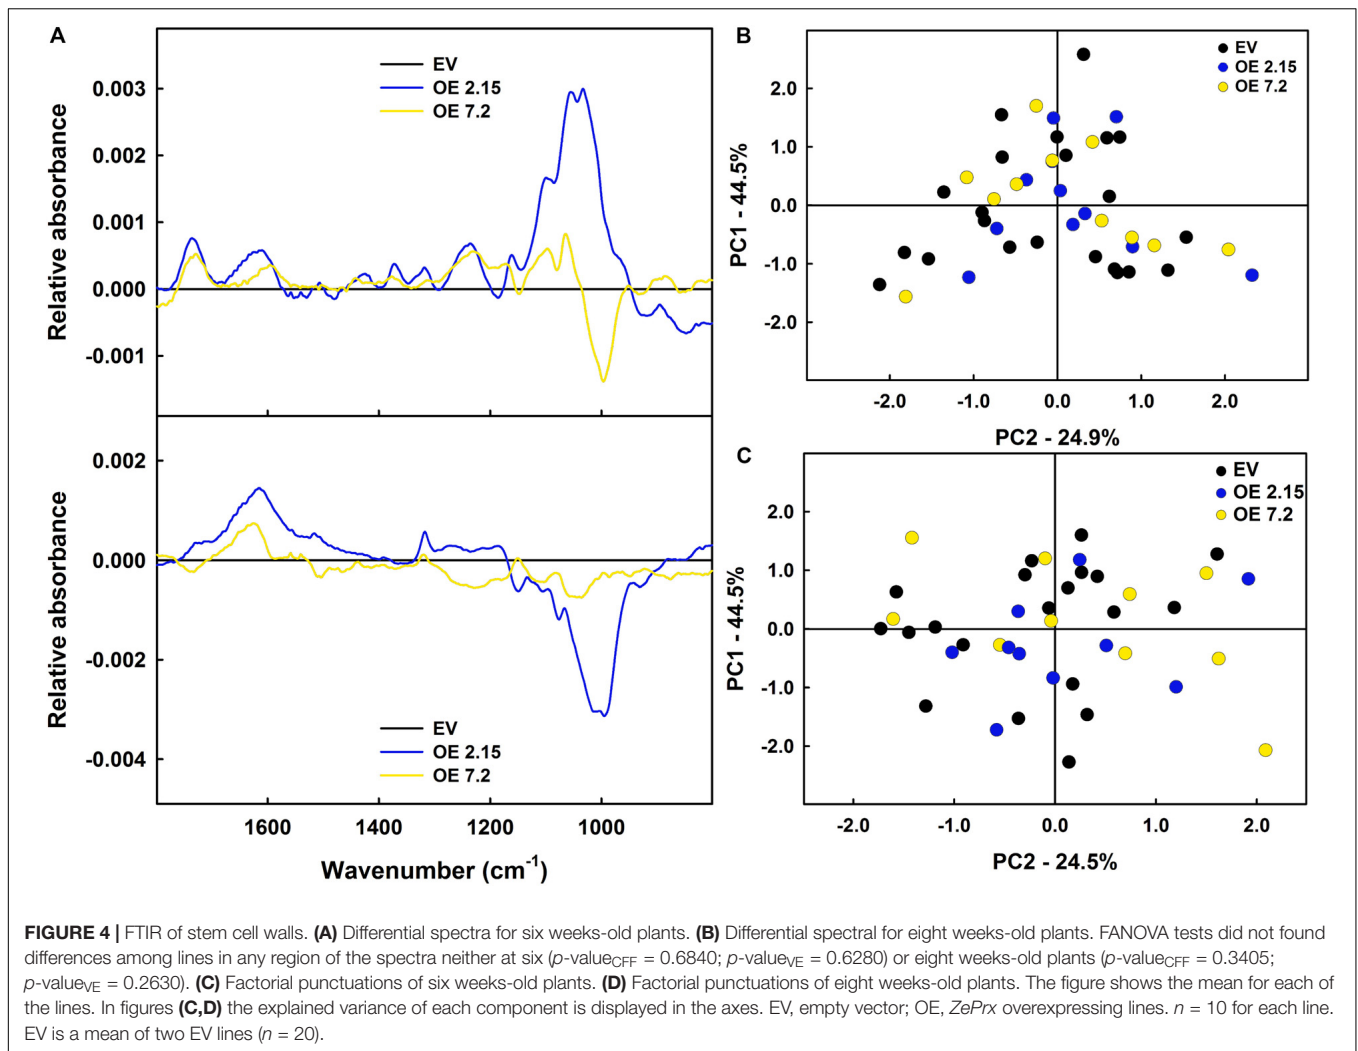 A
EV
OE 2.15
OE 7.2
0.003
0.002
0.001
0.000
-0.001
Relative absorbance
0.002
0.000
-0.002
-0.004
Relative absorbance
EV
OE 2.15
OE 7.2
1600
1400
1200
1000
Wavenumber (cm-1)
B
EV
OE 2.15
OE 7.2
2.0
1.0
0.0
-1.0
-2.0
PC1 - 44.5%
-2.0
-1.0
0.0
1.0
2.0
PC2 - 24.9%
C
EV
OE 2.15
OE 7.2
2.0
1.0
0.0
-1.0
-2.0
PC1 - 44.5%
-2.0
-1.0
0.0
1.0
2.0
PC2 - 24.5%
FIGURE 4 | FTIR of stem cell walls. (A) Differential spectra for six weeks-old plants. (B) Differential spectral for eight weeks-old plants. FANOVA tests did not found
differences among lines in any region of the spectra neither at six (p-valueCFF = 0.6840; p-valueVE = 0.6280) or eight weeks-old plants (p-valueCFF = 0.3405;
p-valueVE = 0.2630). (C) Factorial punctuations of six weeks-old plants. (D) Factorial punctuations of eight weeks-old plants. The figure shows the mean for each of
the lines. In figures (C,D) the explained variance of each component is displayed in the axes. EV, empty vector; OE, ZePrx overexpressing lines. n = 10 for each line.
EV is a mean of two EV lines (n = 20).